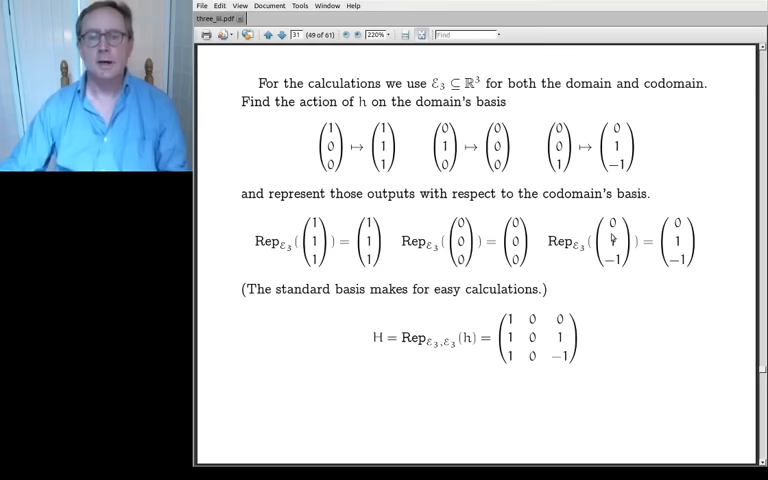 File Edit View Document Tools Window Help
three_iii.pdf
31 (49 of 61) 220% Find
For the calculations we use ℰ₃ ⊆ ℝ³ for both the domain and codomain.
Find the action of h on the domain's basis
(1 0 0) ↦ (1 1 1) (0 1 0) ↦ (0 0 0) (0 0 1) ↦ (0 1 −1)
and represent those outputs with respect to the codomain's basis.
Rep_ℰ₃((1 1 1)) = (1 1 1) Rep_ℰ₃((0 0 0)) = (0 0 0) Rep_ℰ₃((0 1 −1)) = (0 1 −1)
(The standard basis makes for easy calculations.)
H = Rep_ℰ₃,ℰ₃(h) = (1 0 0
1 0 1
1 0 −1)